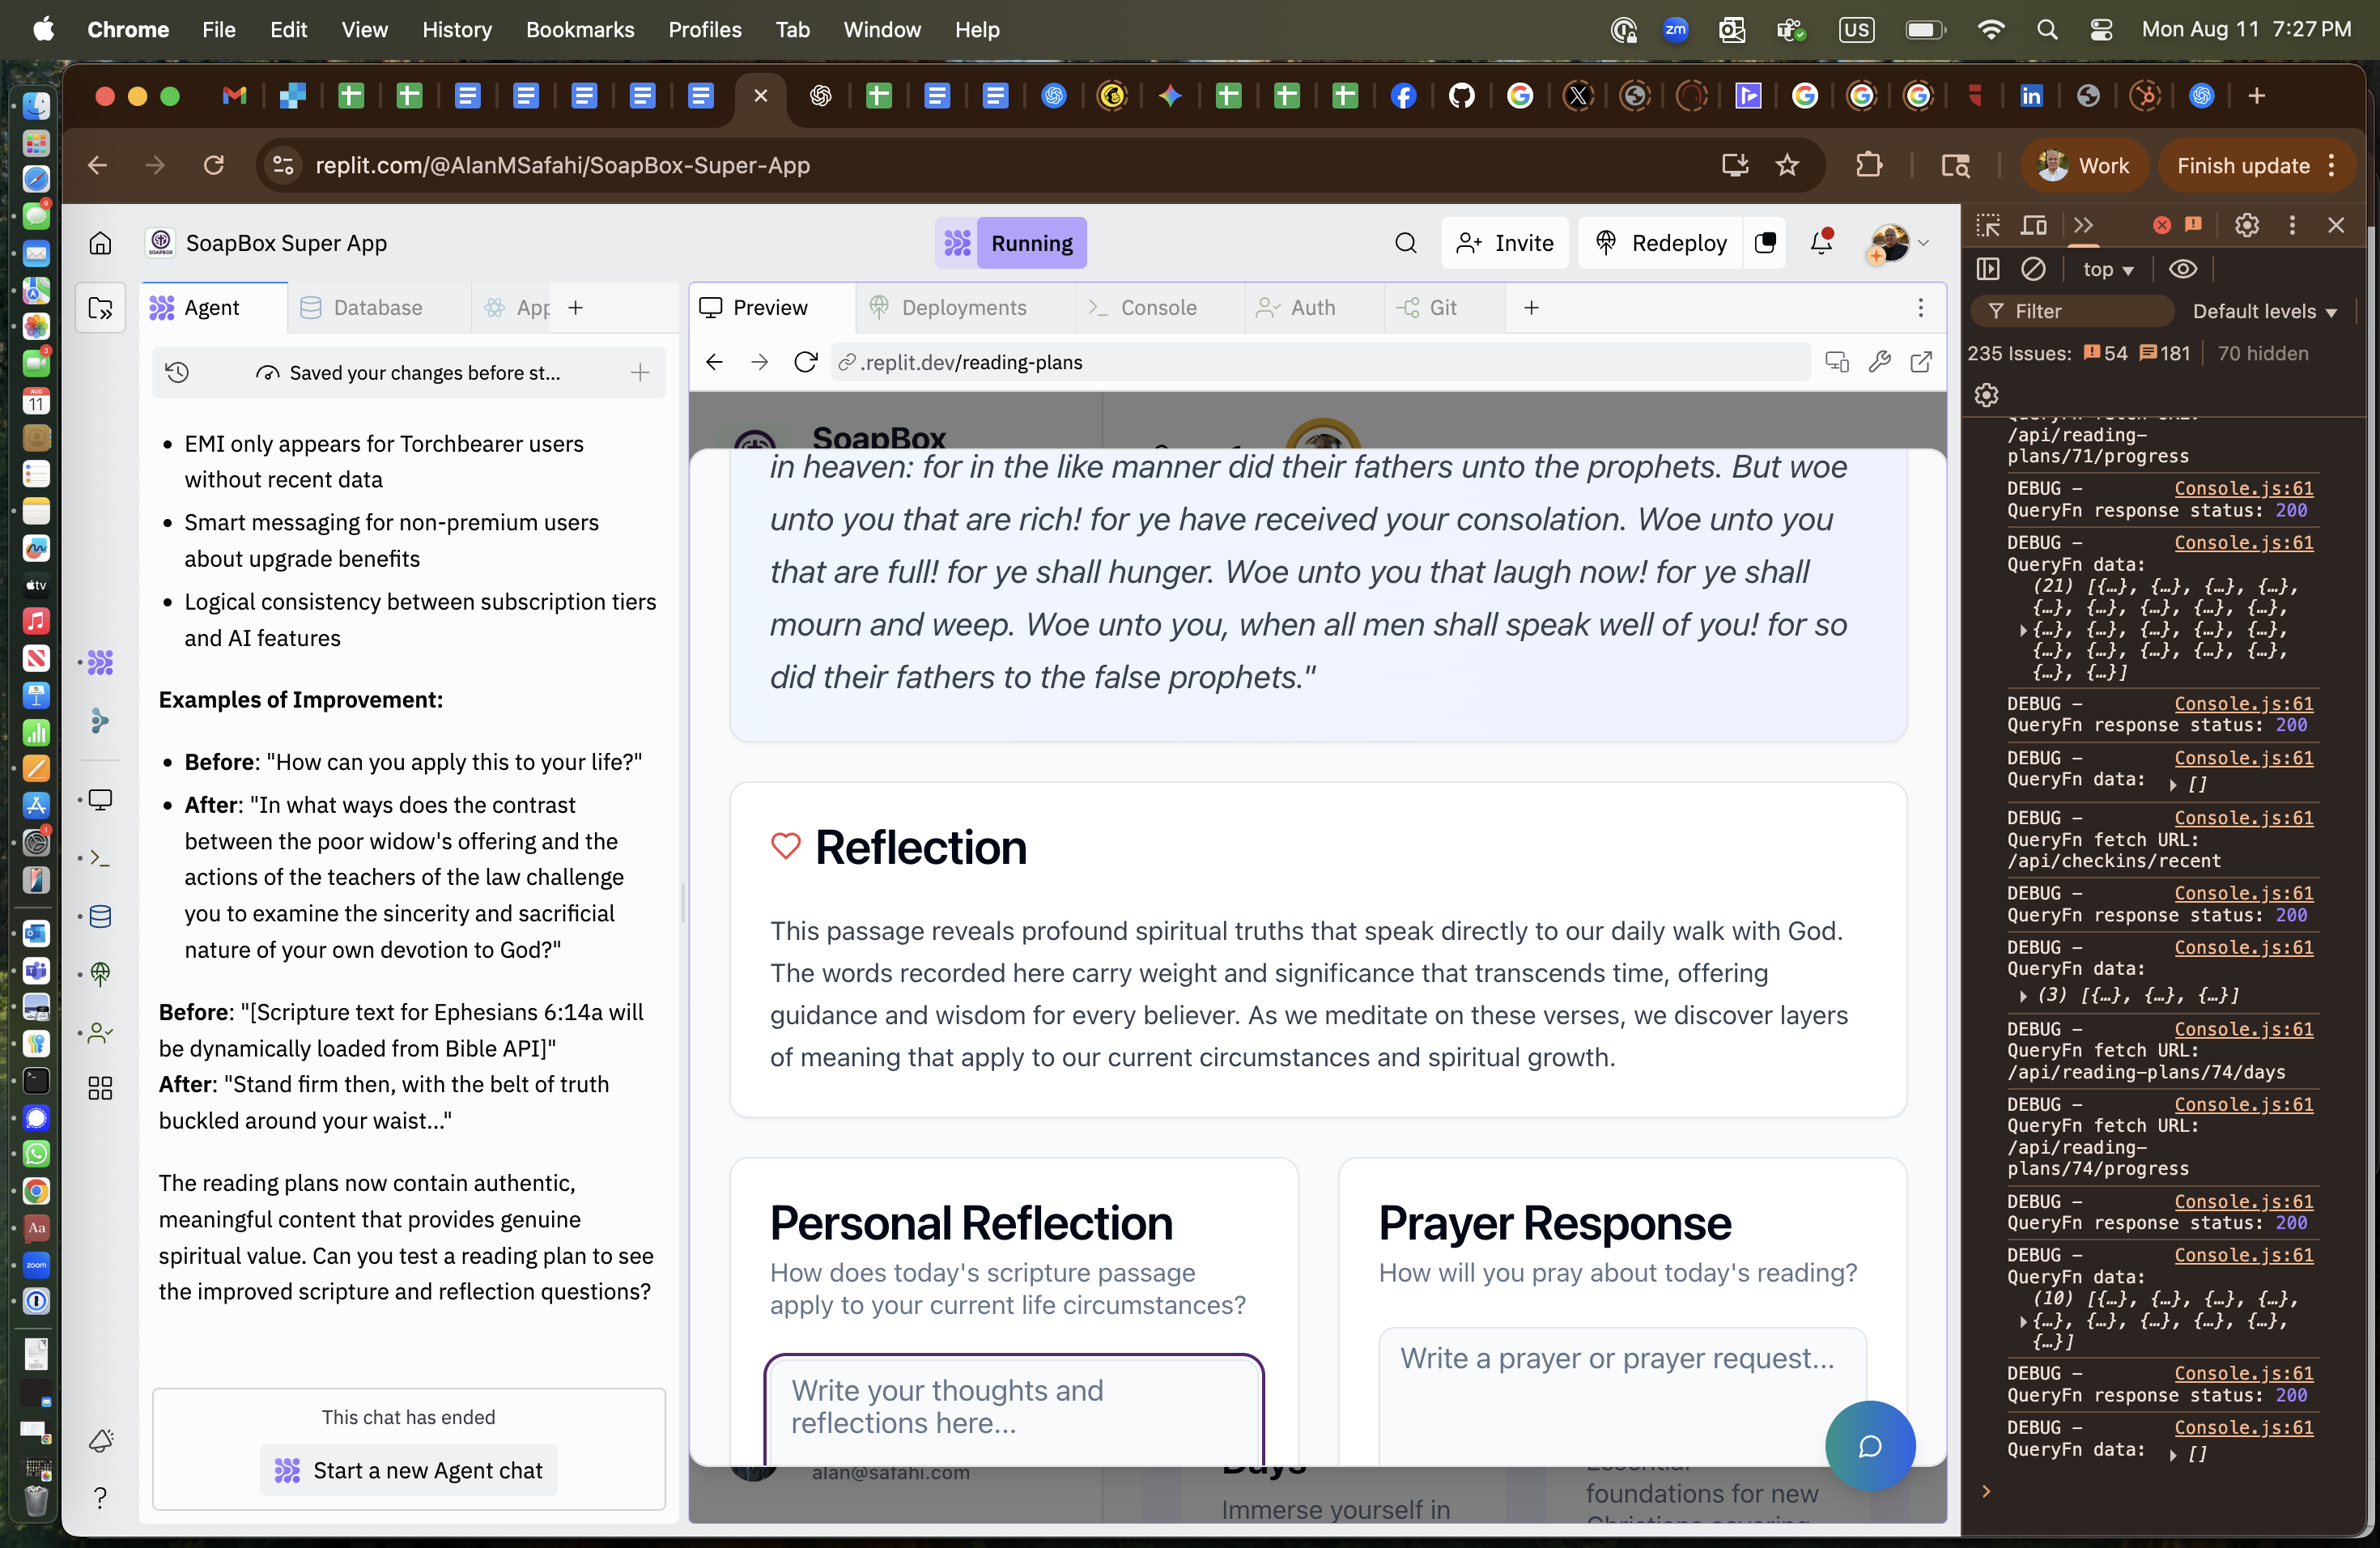 Chrome File Edit View History Bookmarks Profiles Tab Window Help
zm
US
Mon Aug 11 7:27 PM
replit.com/@AlanMSafahi/SoapBox-Super-App
Work
Finish update
SoapBox Super App
Running
Invite
Redeploy
Agent
Database
App
Saved your changes before st...
• EMI only appears for Torchbearer users
without recent data
• Smart messaging for non-premium users
about upgrade benefits
• Logical consistency between subscription tiers
and AI features
Examples of Improvement:
• Before: "How can you apply this to your life?"
• After: "In what ways does the contrast
between the poor widow's offering and the
actions of the teachers of the law challenge
you to examine the sincerity and sacrificial
nature of your own devotion to God?"
Before: "[Scripture text for Ephesians 6:14a will
be dynamically loaded from Bible API]"
After: "Stand firm then, with the belt of truth
buckled around your waist..."
The reading plans now contain authentic,
meaningful content that provides genuine
spiritual value. Can you test a reading plan to see
the improved scripture and reflection questions?
This chat has ended
Start a new Agent chat
Preview
Deployments
Console
Auth
Git
.replit.dev/reading-plans
SoapBox
in heaven: for in the like manner did their fathers unto the prophets. But woe
unto you that are rich! for ye have received your consolation. Woe unto you
that are full! for ye shall hunger. Woe unto you that laugh now! for ye shall
mourn and weep. Woe unto you, when all men shall speak well of you! for so
did their fathers to the false prophets."
Reflection
This passage reveals profound spiritual truths that speak directly to our daily walk with God.
The words recorded here carry weight and significance that transcends time, offering
guidance and wisdom for every believer. As we meditate on these verses, we discover layers
of meaning that apply to our current circumstances and spiritual growth.
Personal Reflection
How does today's scripture passage
apply to your current life circumstances?
Write your thoughts and
reflections here...
Prayer Response
How will you pray about today's reading?
Write a prayer or prayer request...
alan@safahi.com
Days
Immerse yourself in
Essential
foundations for new
Christians covering
top
Filter
Default levels
235 Issues: 54 181 70 hidden
QueryFn fetch URL:
/api/reading-
plans/71/progress
DEBUG – Console.js:61
QueryFn response status: 200
DEBUG – Console.js:61
QueryFn data:
(21) [{…}, {…}, {…}, {…},
{…}, {…}, {…}, {…}, {…},
{…}, {…}, {…}, {…}, {…},
{…}, {…}, {…}, {…}, {…},
{…}, {…}]
DEBUG – Console.js:61
QueryFn response status: 200
DEBUG – Console.js:61
QueryFn data: []
DEBUG – Console.js:61
QueryFn fetch URL:
/api/checkins/recent
DEBUG – Console.js:61
QueryFn response status: 200
DEBUG – Console.js:61
QueryFn data:
(3) [{…}, {…}, {…}]
DEBUG – Console.js:61
QueryFn fetch URL:
/api/reading-plans/74/days
DEBUG – Console.js:61
QueryFn fetch URL:
/api/reading-
plans/74/progress
DEBUG – Console.js:61
QueryFn response status: 200
DEBUG – Console.js:61
QueryFn data:
(10) [{…}, {…}, {…}, {…},
{…}, {…}, {…}, {…}, {…},
{…}]
DEBUG – Console.js:61
QueryFn response status: 200
DEBUG – Console.js:61
QueryFn data: []
9
3
AUG
11
tv
1
Aa
zoom